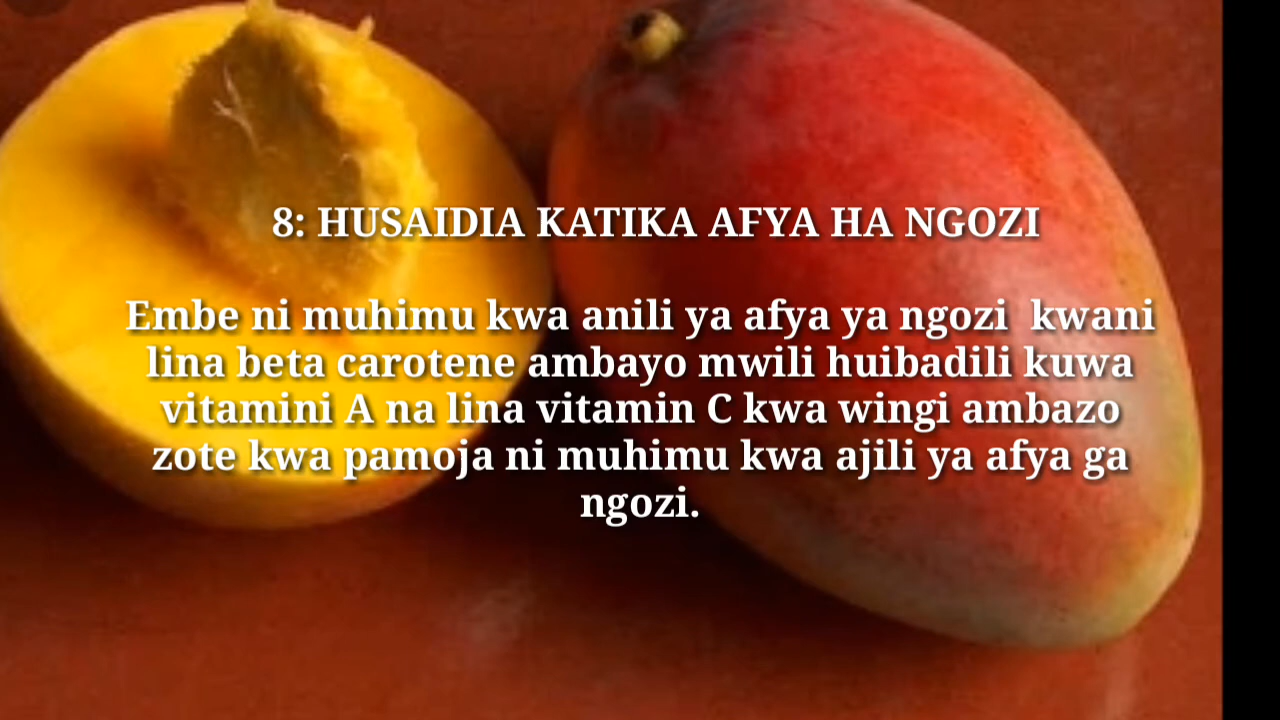 8: HUSAIDIA KATIKA AFYA HA NGOZI
Embe ni muhimu kwa anili ya afya ya ngozi kwani
lina beta carotene ambayo mwili huibadili kuwa
vitamini A na lina vitamin C kwa wingi ambazo
zote kwa pamoja ni muhimu kwa ajili ya afya ga
ngozi.